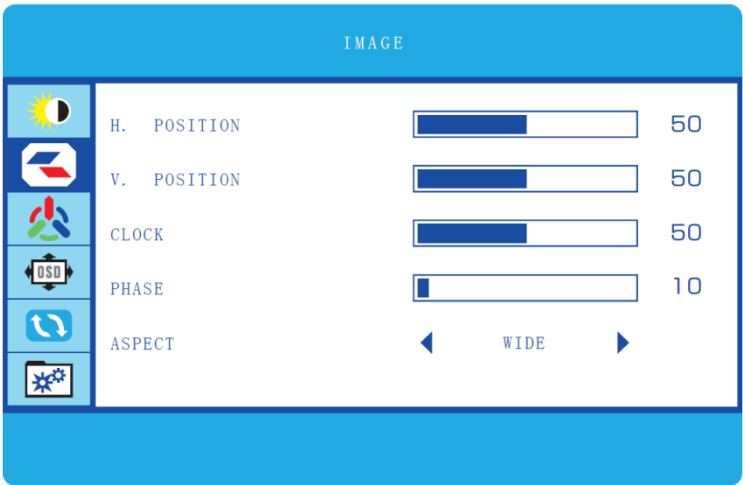 IMAGE
H. POSITION 50
V. POSITION 50
CLOCK 50
OSD
PHASE 10
ASPECT WIDE